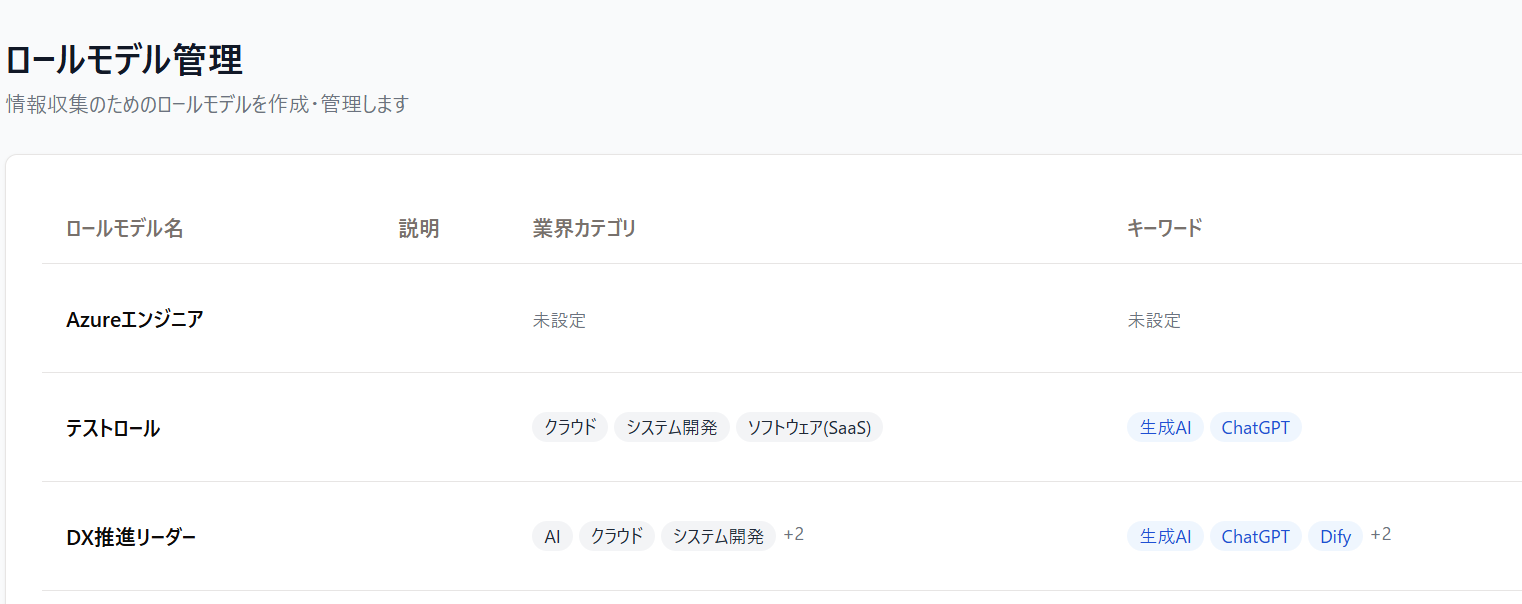 ロールモデル管理
情報収集のためのロールモデルを作成・管理します
ロールモデル名 説明 業界カテゴリ キーワード
Azureエンジニア 未設定 未設定
テストロール クラウド システム開発 ソフトウェア(SaaS) 生成AI ChatGPT
DX推進リーダー AI クラウド システム開発 +2 生成AI ChatGPT Dify +2